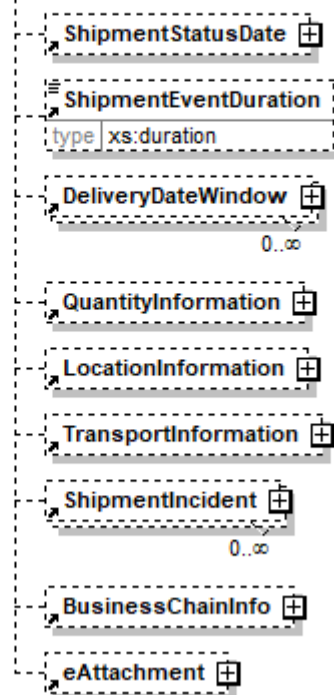 ShipmentStatusDate
ShipmentEventDuration
type xs:duration
DeliveryDateWindow
0..∞
QuantityInformation
LocationInformation
TransportInformation
ShipmentIncident
0..∞
BusinessChainInfo
eAttachment